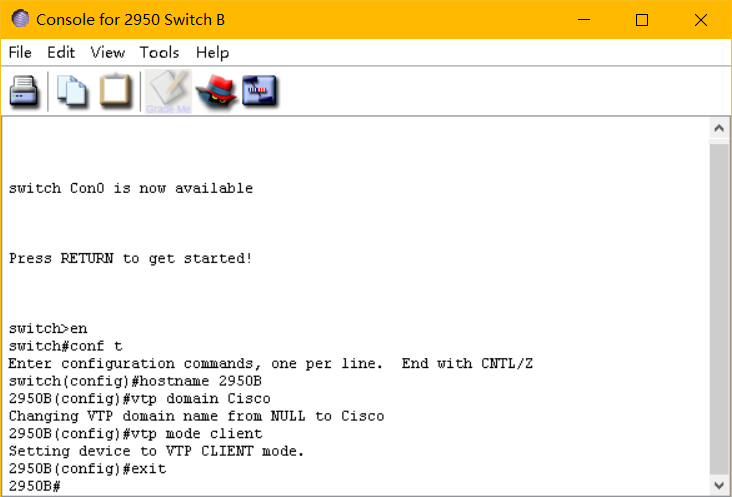 Console for 2950 Switch B
File Edit View Tools Help
Grade Me
switch Con0 is now available
Press RETURN to get started!
switch>en
switch#conf t
Enter configuration commands, one per line.  End with CNTL/Z
switch(config)#hostname 2950B
2950B(config)#vtp domain Cisco
Changing VTP domain name from NULL to Cisco
2950B(config)#vtp mode client
Setting device to VTP CLIENT mode.
2950B(config)#exit
2950B#